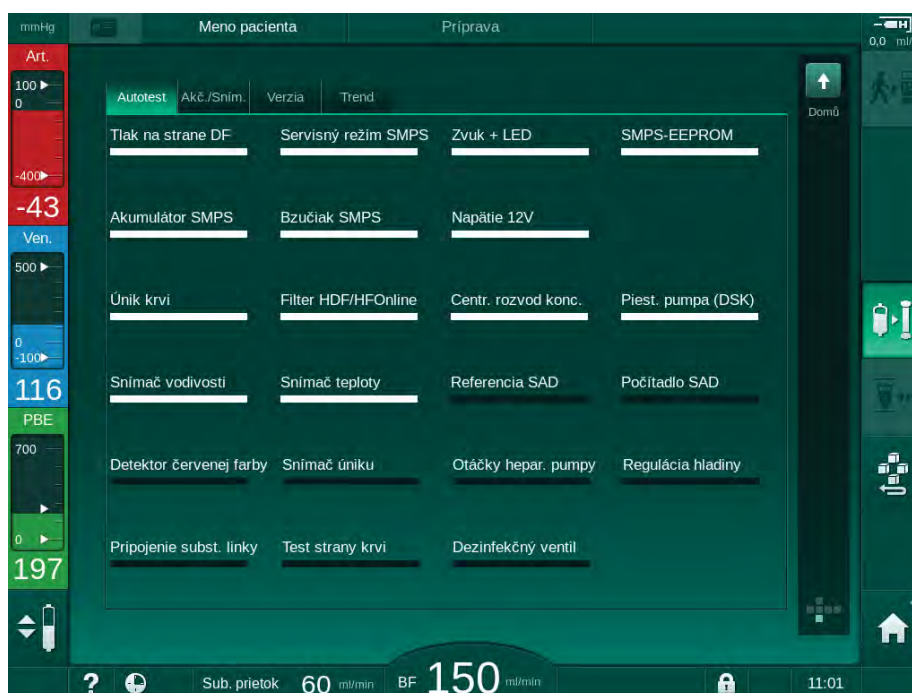 mmHg Meno pacienta Príprava
0,0 ml/
Art.
100
0
-400
-43
Ven.
500
0
-100
116
PBE
700
0
197
Autotest Akč./Sním. Verzia Trend
Domů
Tlak na strane DF Servisný režim SMPS Zvuk + LED SMPS-EEPROM
Akumulátor SMPS Bzučiak SMPS Napätie 12V
Únik krvi Filter HDF/HFOnline Centr. rozvod konc. Piest. pumpa (DSK)
Snímač vodivosti Snímač teploty Referencia SAD Počítadlo SAD
Detektor červenej farby Snímač úniku Otáčky hepar. pumpy Regulácia hladiny
Pripojenie subst. linky Test strany krvi Dezinfekčný ventil
? Sub. prietok 60 ml/min BF 150 ml/min 11:01